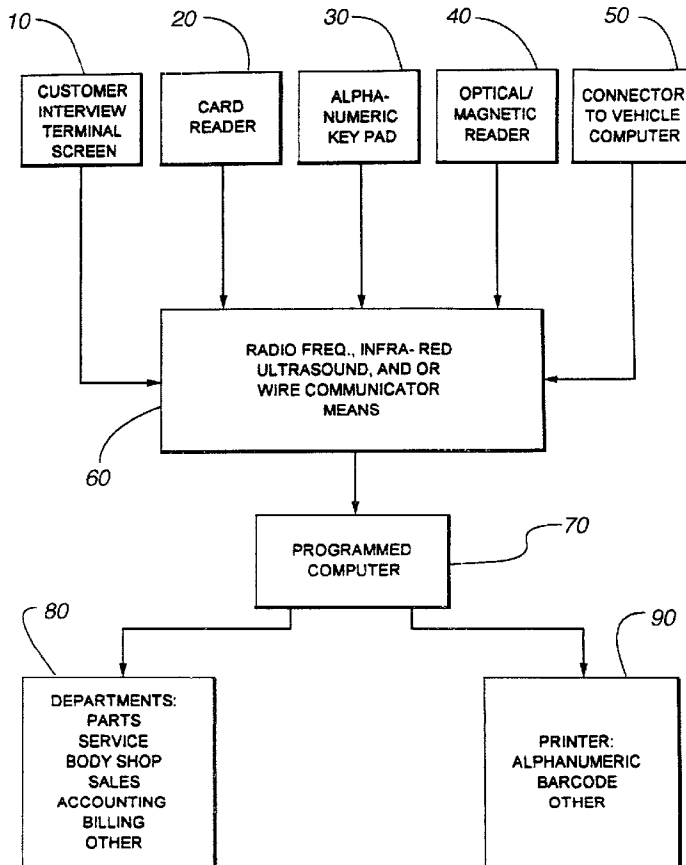 10
20
30
40
50
CUSTOMER
INTERVIEW
TERMINAL
SCREEN
CARD
READER
ALPHA-
NUMERIC
KEY PAD
OPTICAL/
MAGNETIC
READER
CONNECTOR
TO VEHICLE
COMPUTER
RADIO FREQ., INFRA- RED
ULTRASOUND, AND OR
WIRE COMMUNICATOR
MEANS
60
PROGRAMMED
COMPUTER
70
80
DEPARTMENTS:
PARTS
SERVICE
BODY SHOP
SALES
ACCOUNTING
BILLING
OTHER
90
PRINTER:
ALPHANUMERIC
BARCODE
OTHER